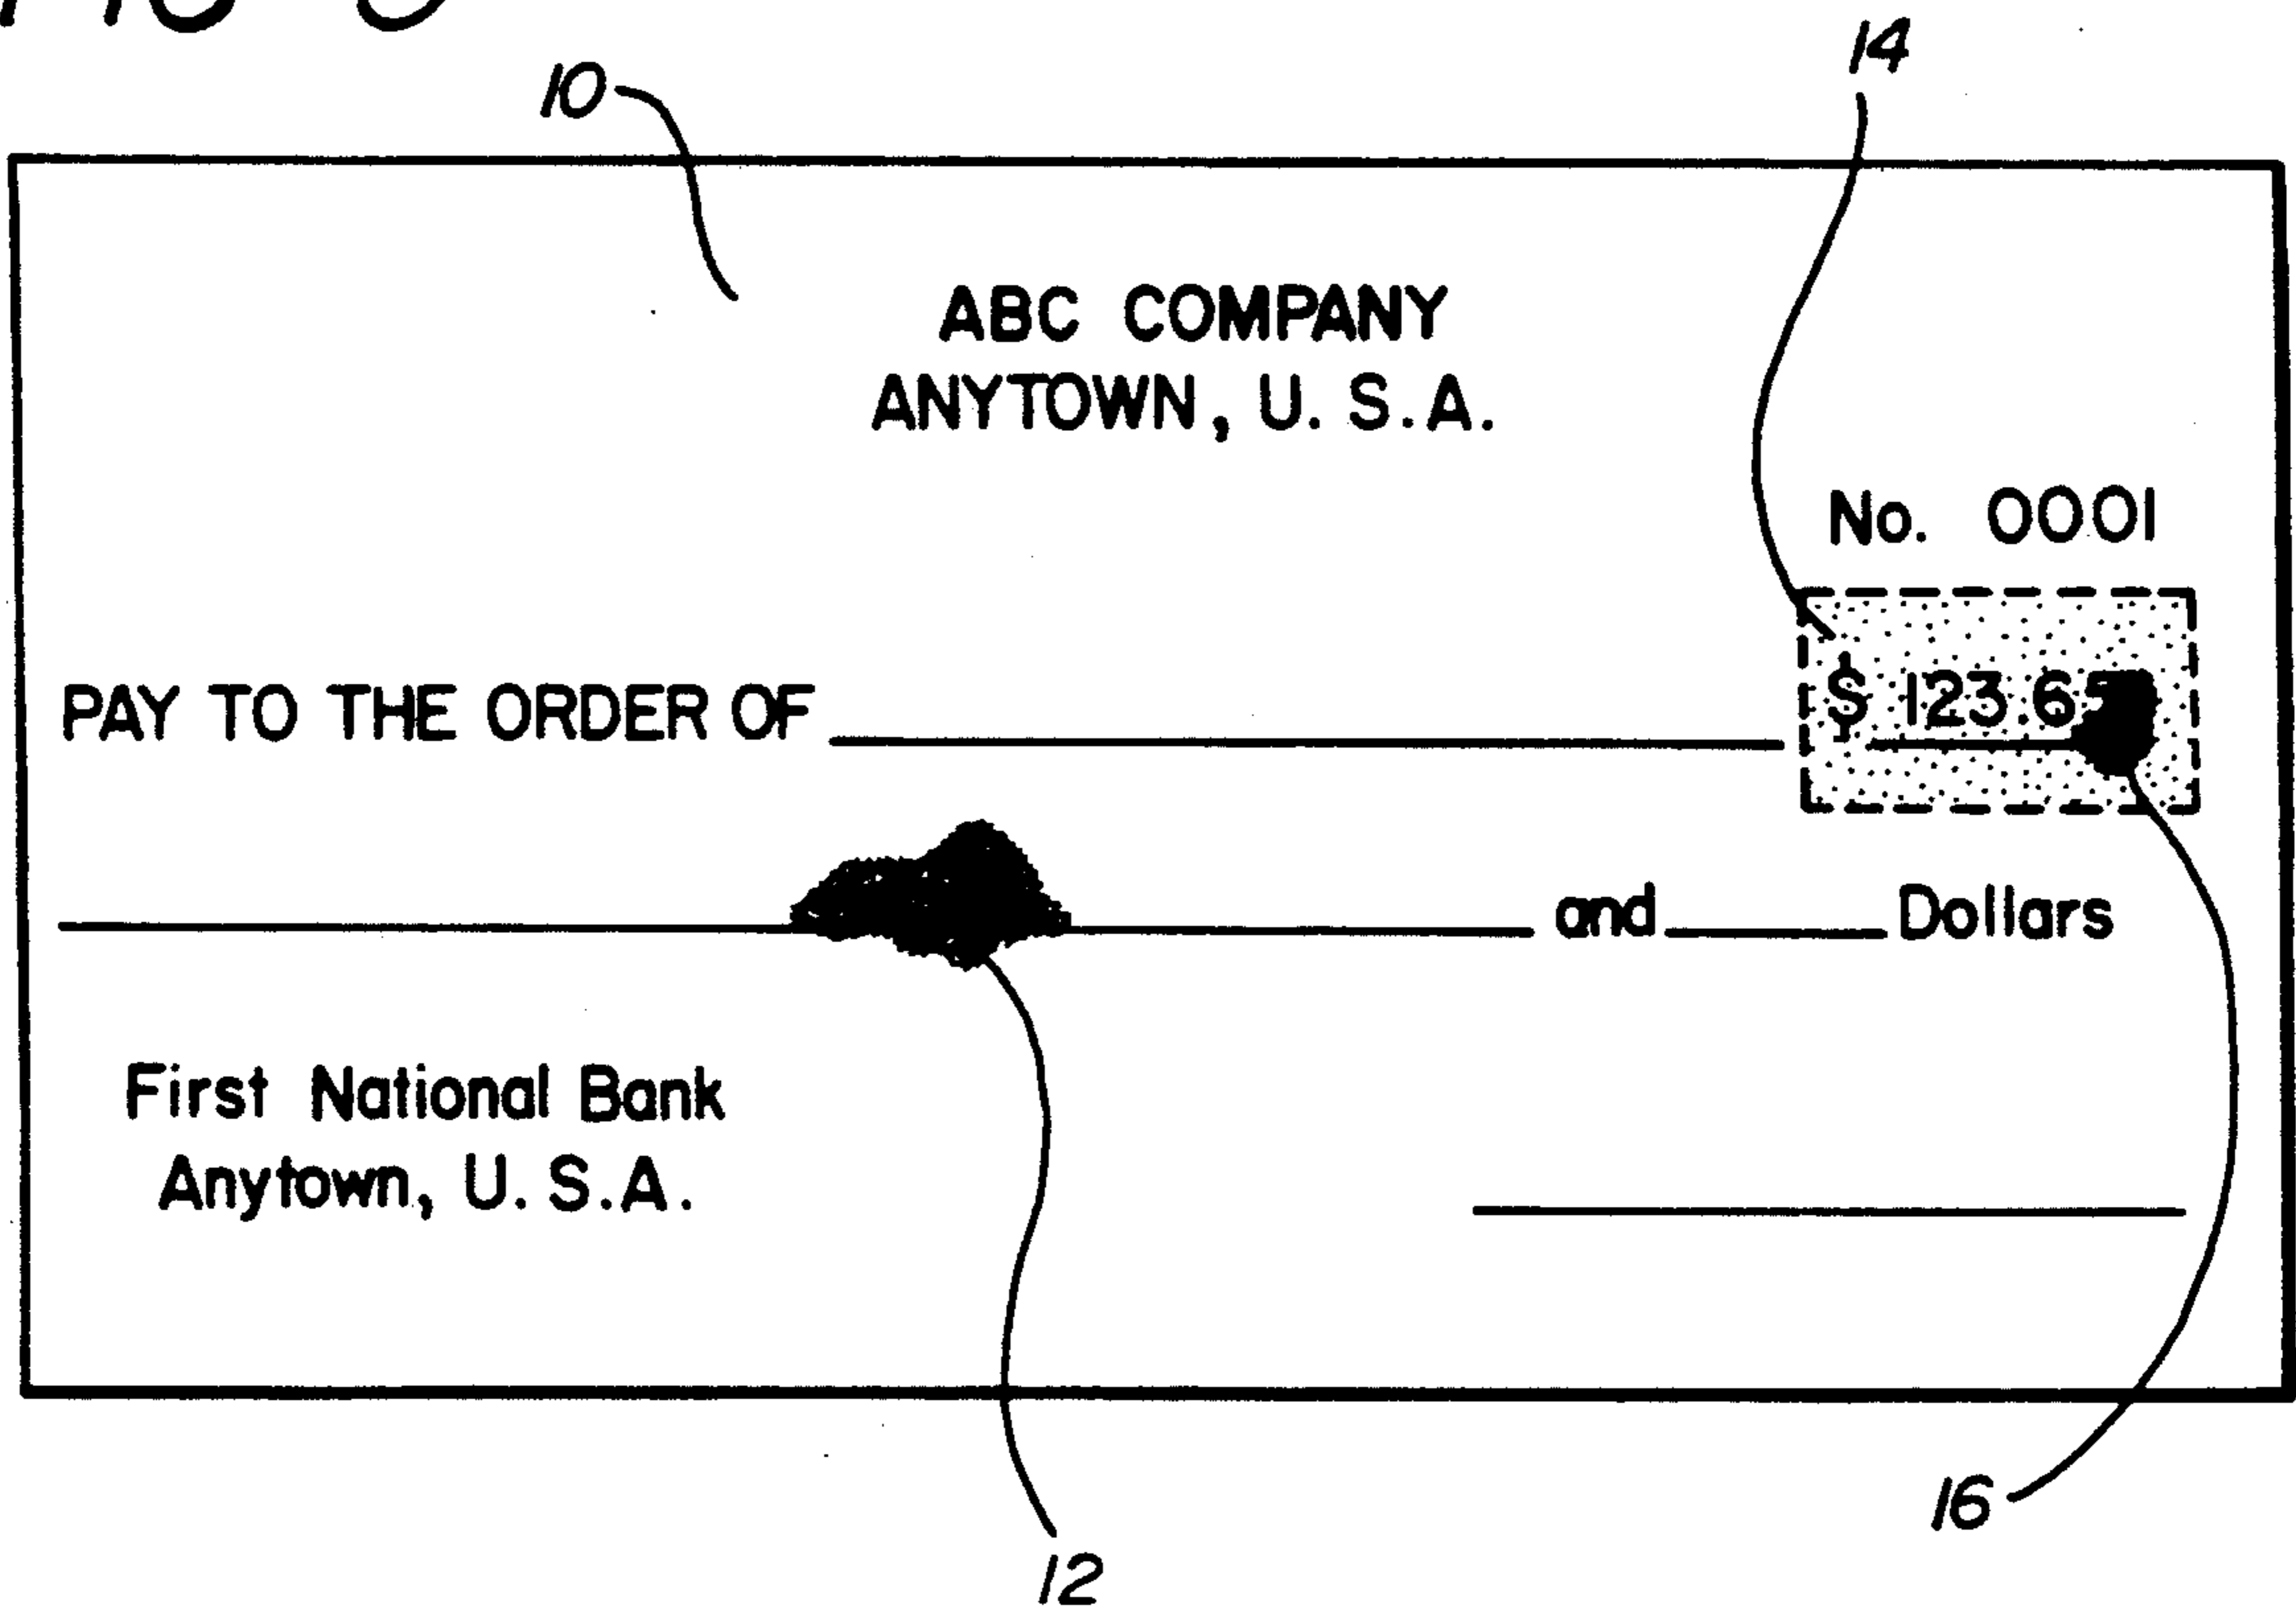 10
14
ABC COMPANY
ANYTOWN, U. S. A.
No. 0001
$ 123.65
PAY TO THE ORDER OF
and Dollars
First National Bank
Anytown, U. S. A.
16
12